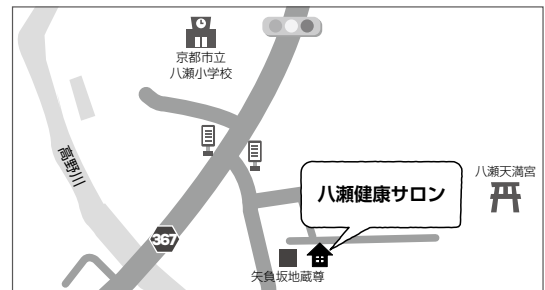 京都市立
八瀬小学校
高野川
八瀬天満宮
八瀬健康サロン
367
矢負坂地蔵尊